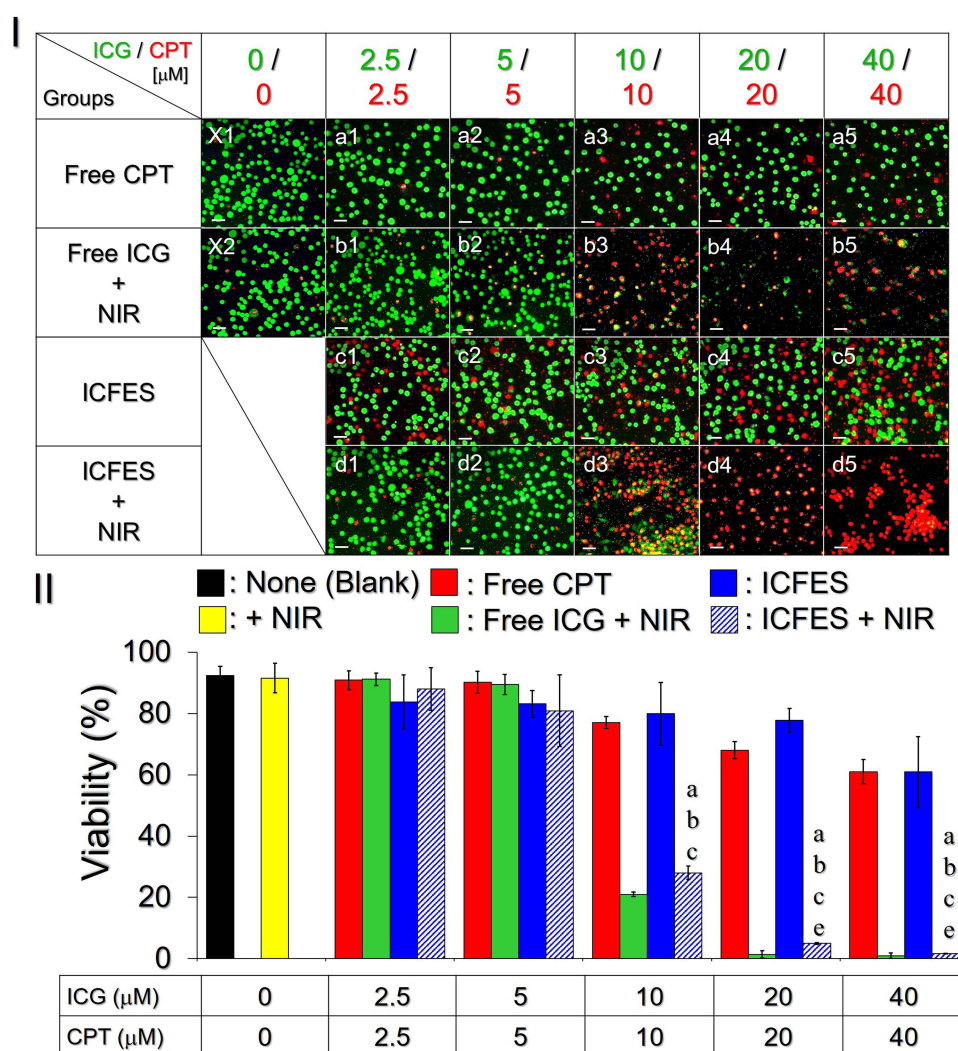 I
ICG / CPT
[μM]
Groups
0 /
0
2.5 /
2.5
5 /
5
10 /
10
20 /
20
40 /
40
Free CPT
X1
a1
a2
a3
a4
a5
Free ICG
+
NIR
X2
b1
b2
b3
b4
b5
ICFES
c1
c2
c3
c4
c5
ICFES
+
NIR
d1
d2
d3
d4
d5
II
: None (Blank) : Free CPT : ICFES
: + NIR : Free ICG + NIR : ICFES + NIR
Viability (%)
100
80
60
40
20
0
a
b
c
a
b
c
e
a
b
c
e
ICG (μM) 0 2.5 5 10 20 40
CPT (μM) 0 2.5 5 10 20 40